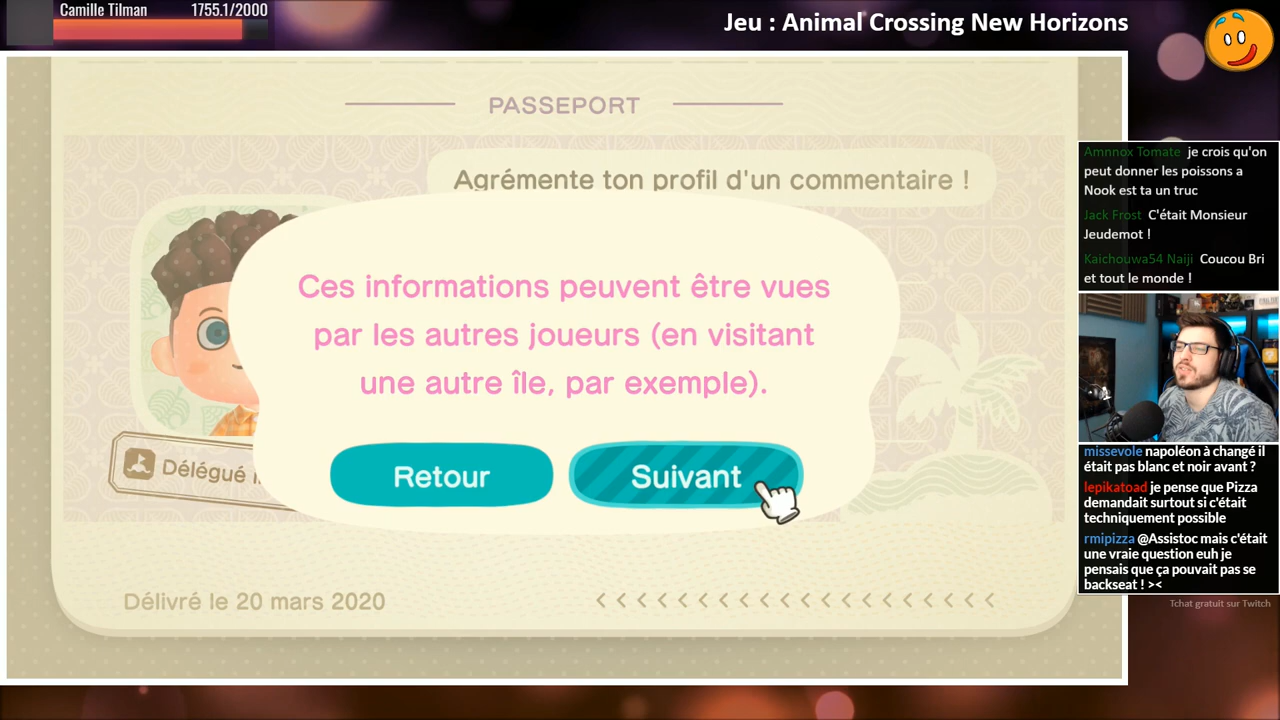 Camille Tilman 1755.1/2000
Jeu : Animal Crossing New Horizons
PASSEPORT
Agrémente ton profil d'un commentaire !
Ces informations peuvent être vues
par les autres joueurs (en visitant
une autre île, par exemple).
Retour
Suivant
Délégué
Délivré le 20 mars 2020
Amnnox Tomate je crois qu'on
peut donner les poissons a
Nook est ta un truc
Jack Frost C'était Monsieur
Jeudemot !
Kaichouwa54 Naiji Coucou Bri
et tout le monde !
missevole napoléon à changé il
était pas blanc et noir avant ?
lepikatoad je pense que Pizza
demandait surtout si c'était
techniquement possible
rmipizza @Assistoc mais c'était
une vraie question euh je
pensais que ça pouvait pas se
backseat ! ><
Tchat gratuit sur Twitch